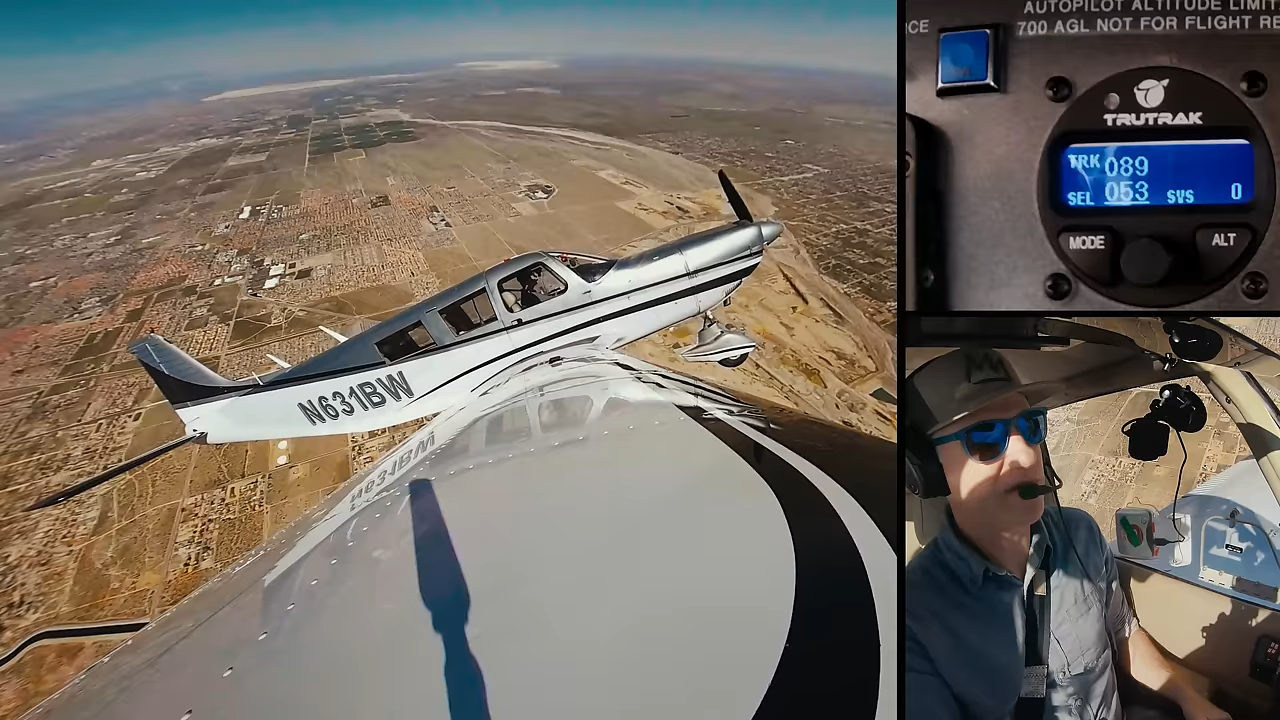 N631BW
N631BW
ICE
AUTOPILOT ALTITUDE LIMIT
700 AGL NOT FOR FLIGHT RE
TRUTRAK
TRK 089
SEL 053 SVS 0
MODE
ALT